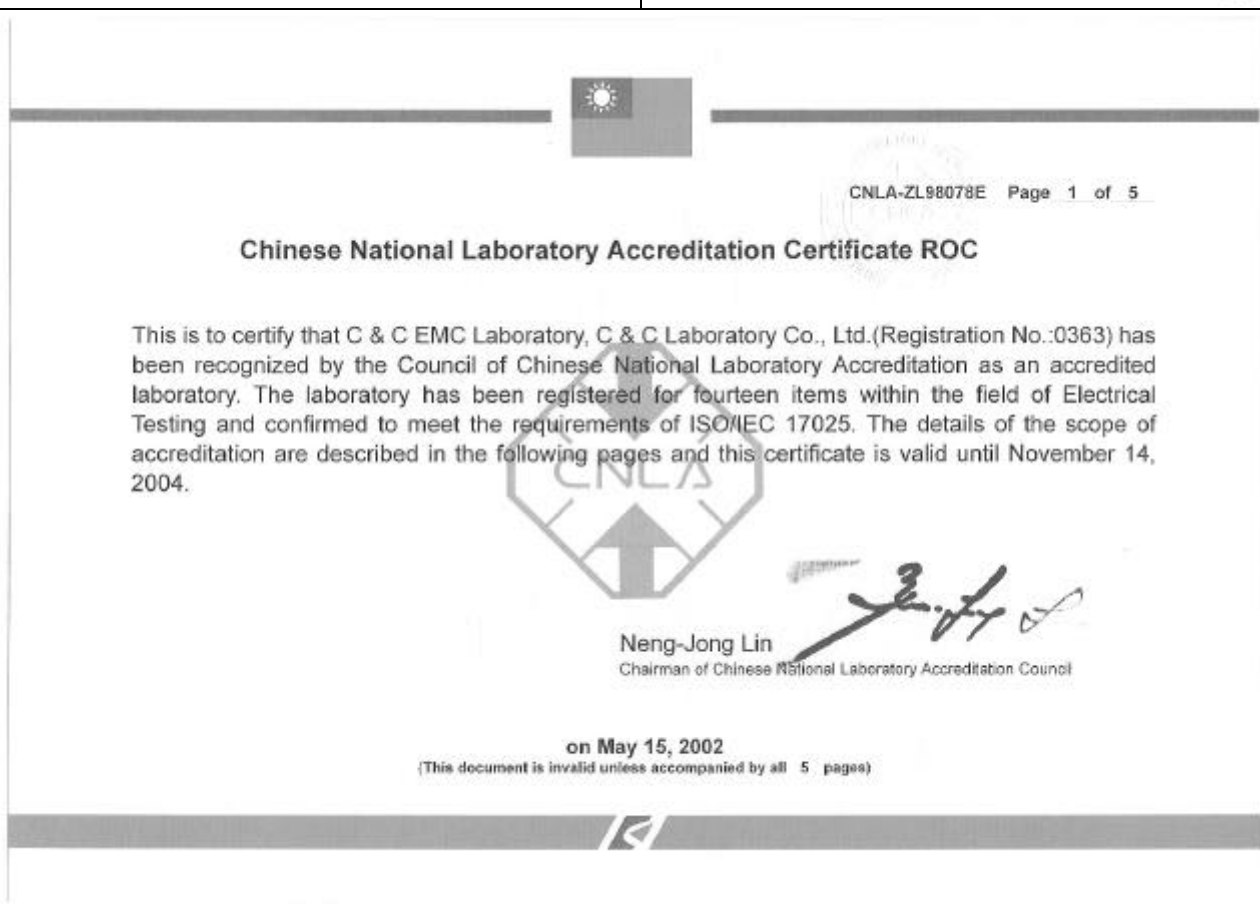 CNLA-ZL98078E Page 1 of 5
Chinese National Laboratory Accreditation Certificate ROC
This is to certify that C & C EMC Laboratory, C & C Laboratory Co., Ltd.(Registration No.:0363) has
been recognized by the Council of Chinese National Laboratory Accreditation as an accredited
laboratory. The laboratory has been registered for fourteen items within the field of Electrical
Testing and confirmed to meet the requirements of ISO/IEC 17025. The details of the scope of
accreditation are described in the following pages and this certificate is valid until November 14,
2004.
CNLA
Neng-Jong Lin
Chairman of Chinese National Laboratory Accreditation Council
on May 15, 2002
(This document is invalid unless accompanied by all 5 pages)